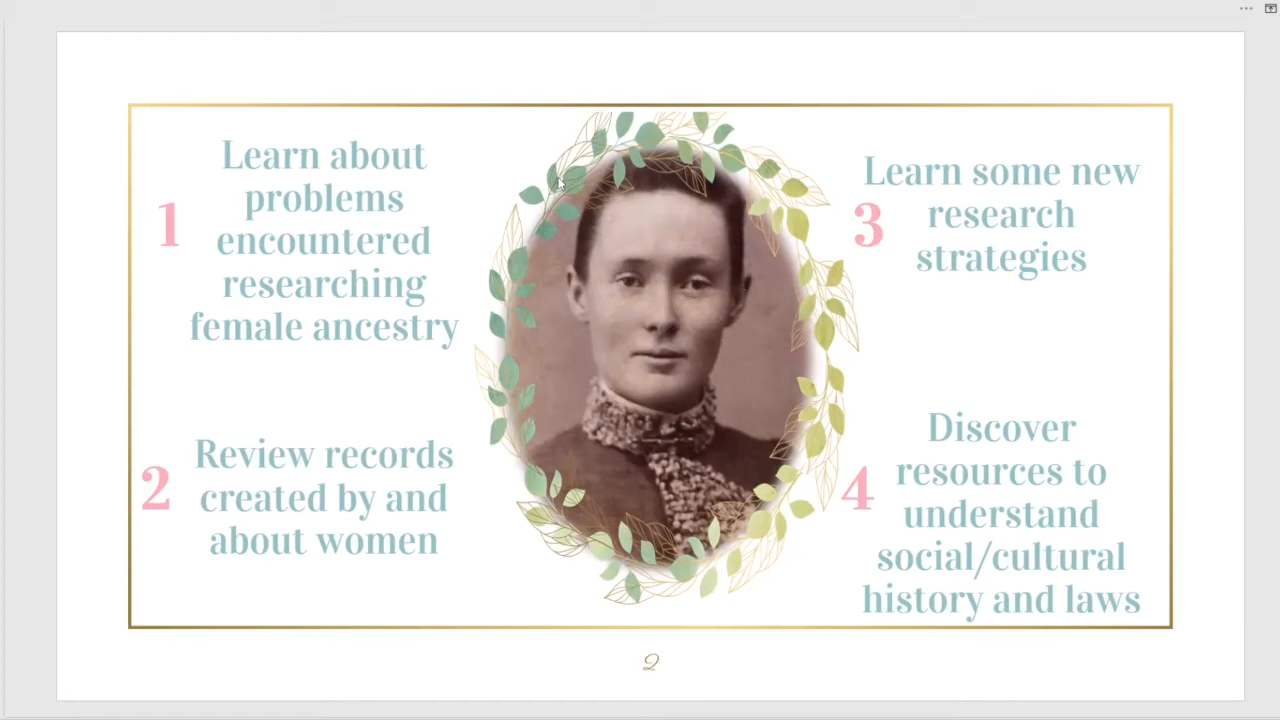 1
Learn about
problems
encountered
researching
female ancestry
2
Review records
created by and
about women
3
Learn some new
research
strategies
4
Discover
resources to
understand
social/cultural
history and laws
2